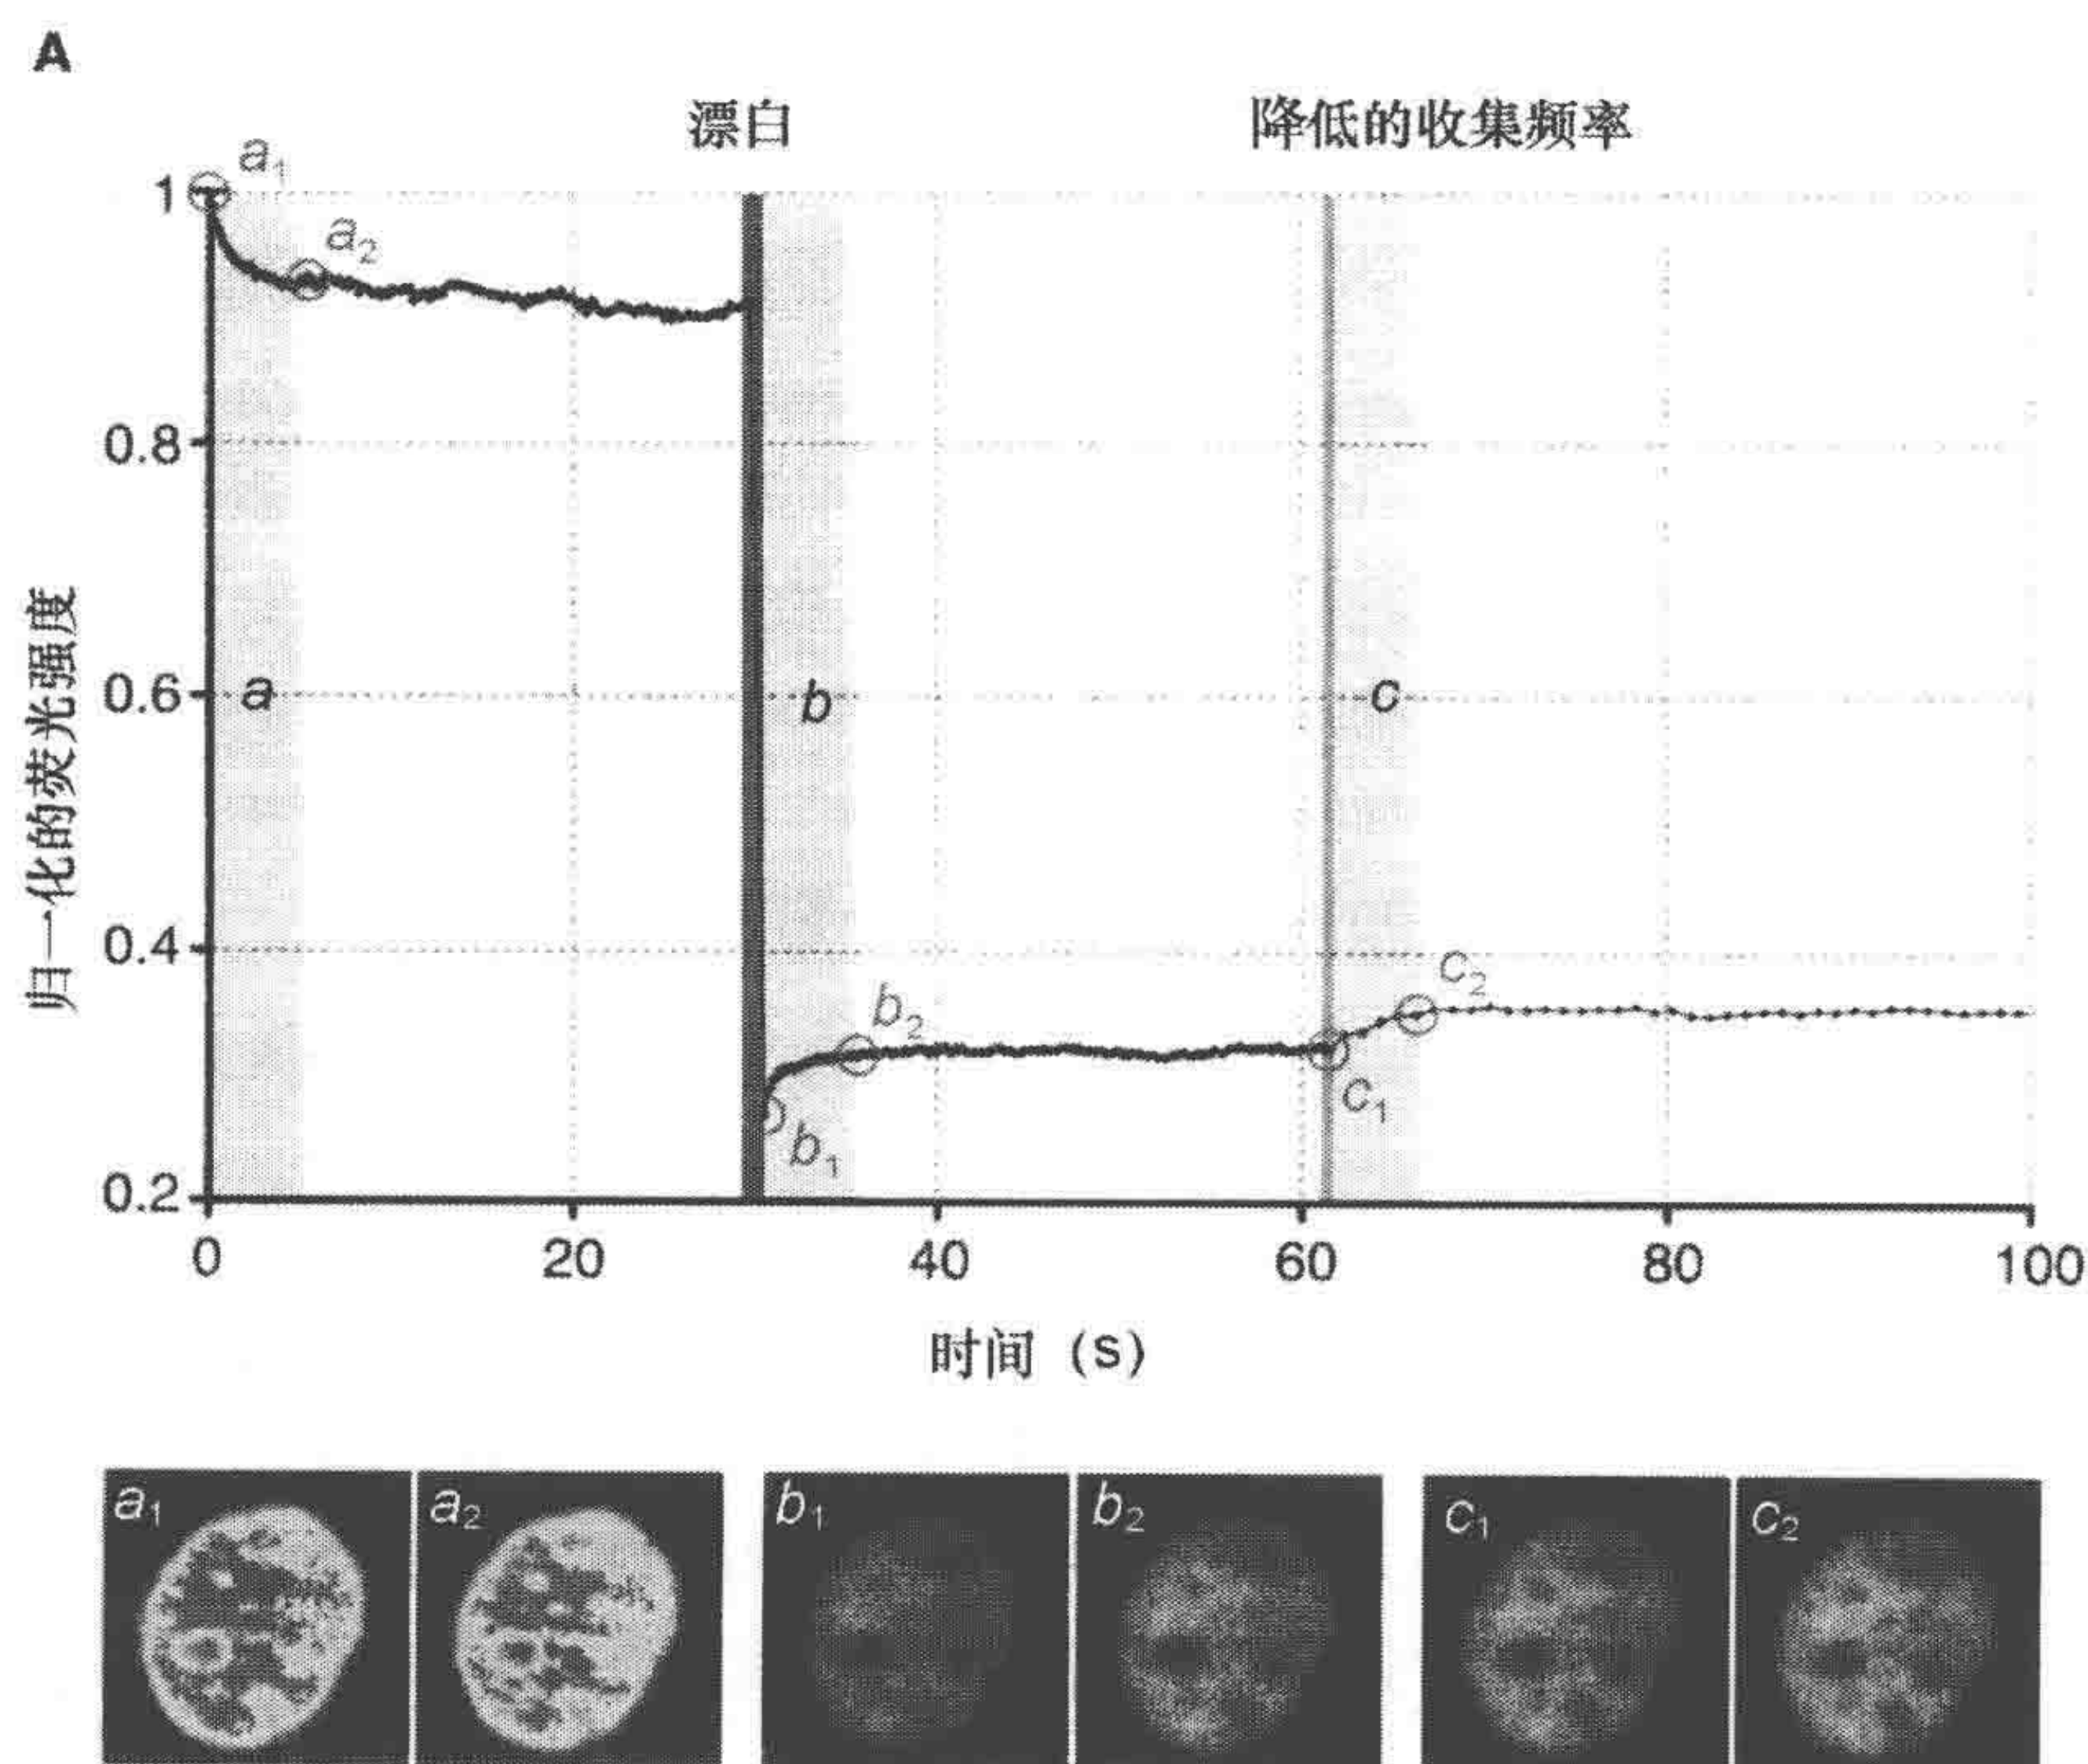 A
漂白 降低的收集频率
a₁
a₂
1
0.8
0.6
0.4
0.2
归一化的荧光强度
a b c
b₂
b₁
c₂
c₁
0 20 40 60 80 100
时间 (s)
a₁ a₂ b₁ b₂ c₁ c₂